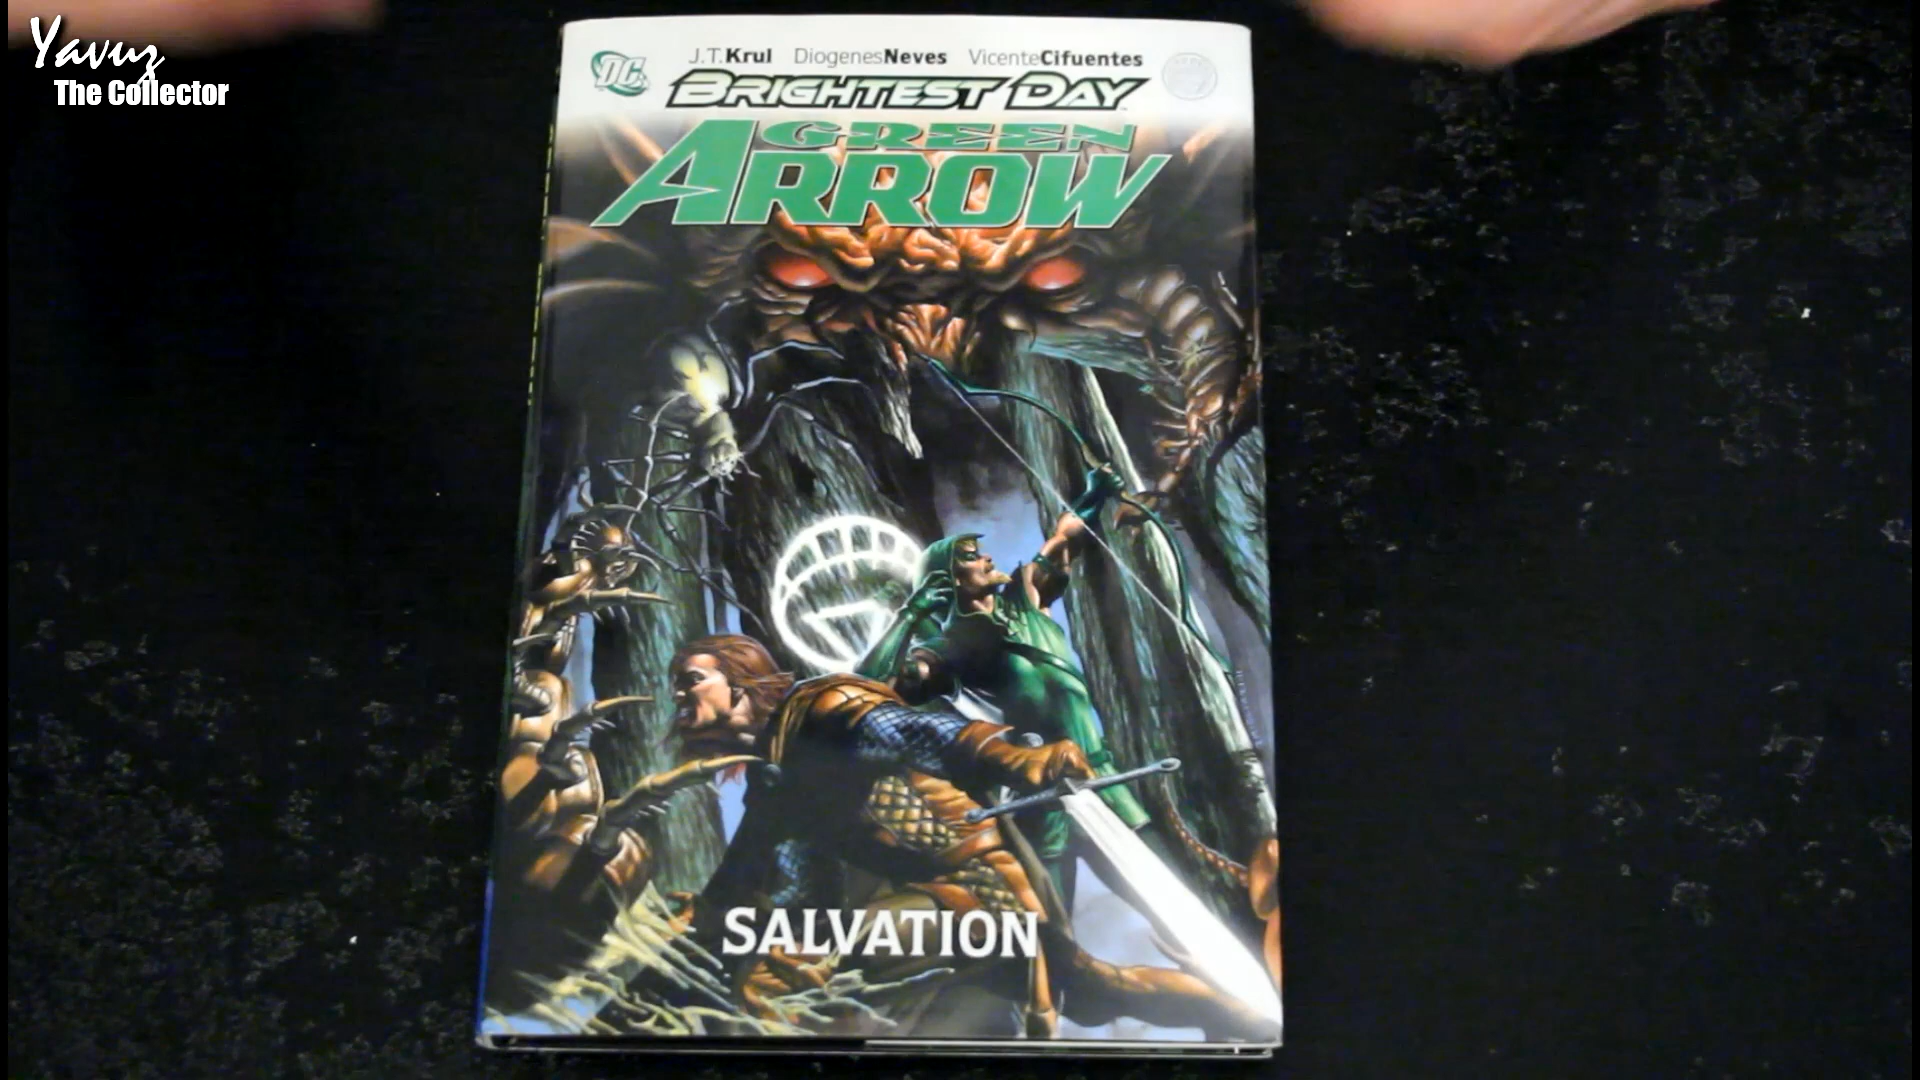 Yavuz
The Collector
DC
J.T.Krul DiogenesNeves VicenteCifuentes
BRIGHTEST DAY
GREEN
ARROW
SALVATION